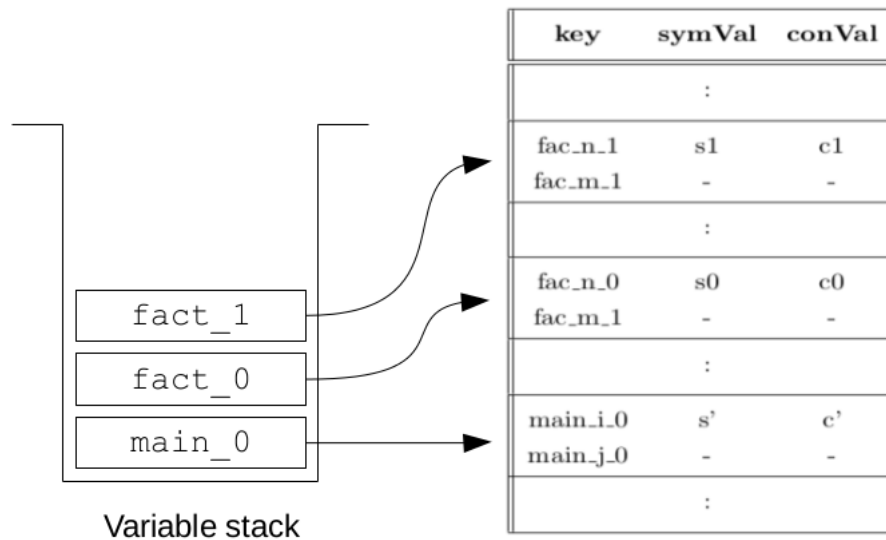 key symVal conVal
:
fac_n_1 s1 c1
fac_m_1 - -
:
fac_n_0 s0 c0
fac_m_1 - -
:
main_i_0 s' c'
main_j_0 - -
:
fact_1
fact_0
main_0
Variable stack